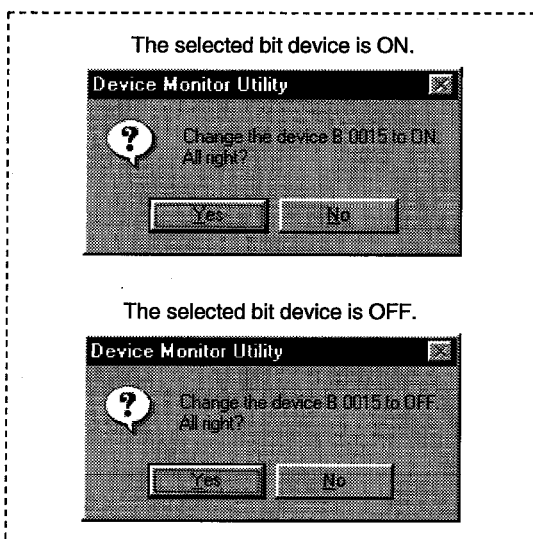 The selected bit device is ON.
Device Monitor Utility
?
Change the device B 0015 to ON.
All right?
Yes
No
The selected bit device is OFF.
Device Monitor Utility
?
Change the device B 0015 to OFF.
All right?
Yes
No